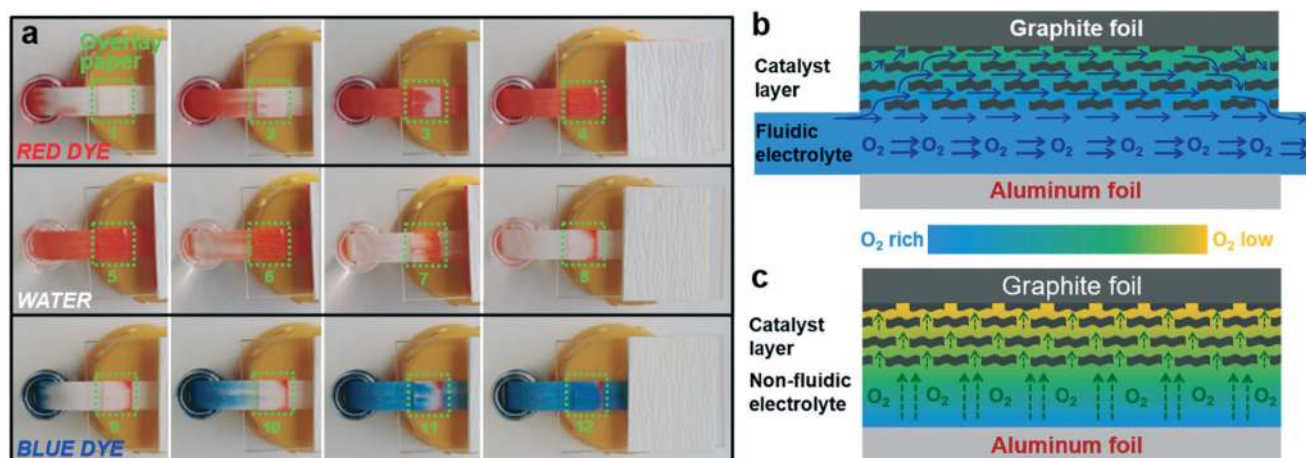 a
Overlay
paper
1
2
3
4
RED DYE
5
6
7
8
WATER
9
10
11
12
BLUE DYE
b
Graphite foil
Catalyst
layer
Fluidic
electrolyte
O₂ O₂ O₂ O₂ O₂ O₂
Aluminum foil
O₂ rich
O₂ low
c
Graphite foil
Catalyst
layer
Non-fluidic
electrolyte
O₂ O₂ O₂ O₂ O₂
Aluminum foil